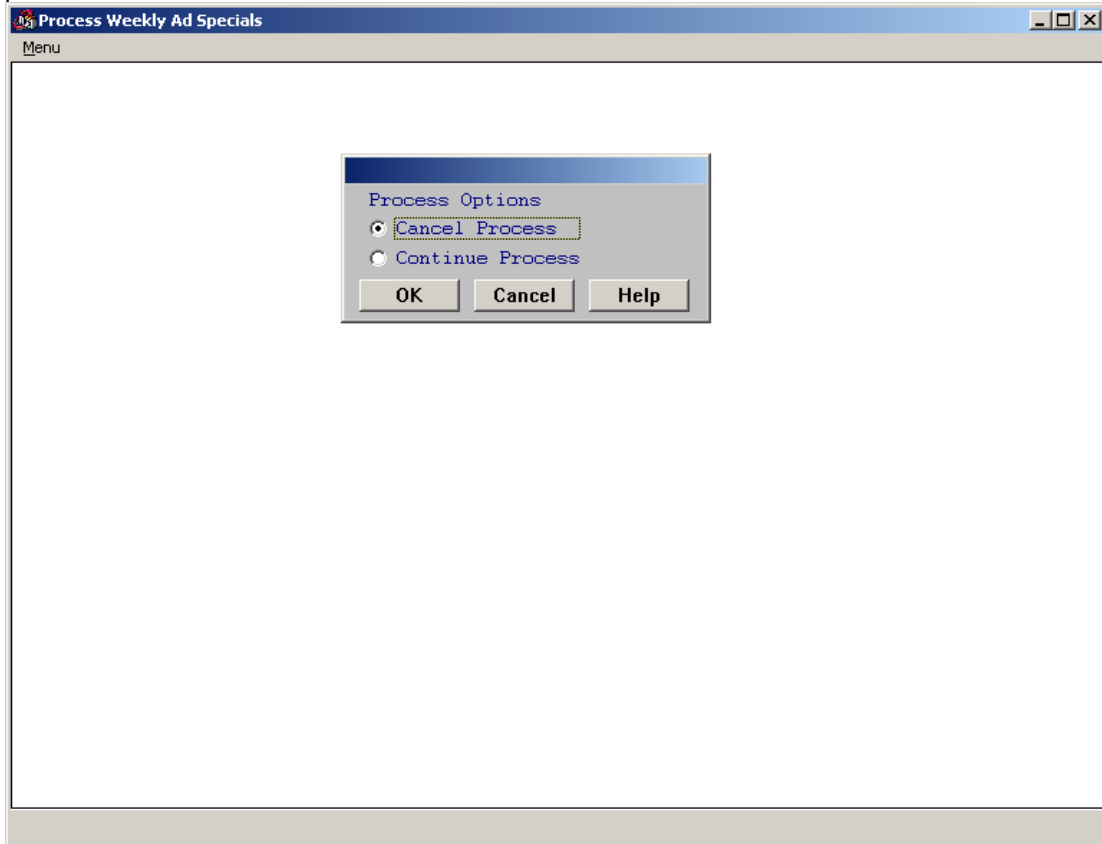 Process Weekly Ad Specials
Menu
Process Options
Cancel Process
Continue Process
OK Cancel Help